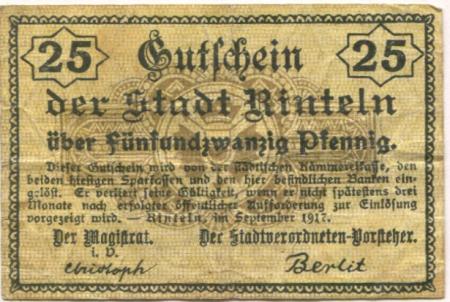 25 Gutschein 25
der Stadt Rinteln
über Fünfundzwanzig Pfennig.
Dieser Gutschein wird von der städtischen Kämmereikasse, den
beiden hiesigen Sparkassen und den hier befindlichen Banken ein-
gelöst. Er verliert seine Gültigkeit, wenn er nicht spätestens drei
Monate nach erfolgter öffentlicher Aufforderung zur Einlösung
vorgezeigt wird. — Rinteln, im September 1917.
Der Magistrat. Der Stadtverordneten-Vorsteher.
i. V.
Christoph Berlit